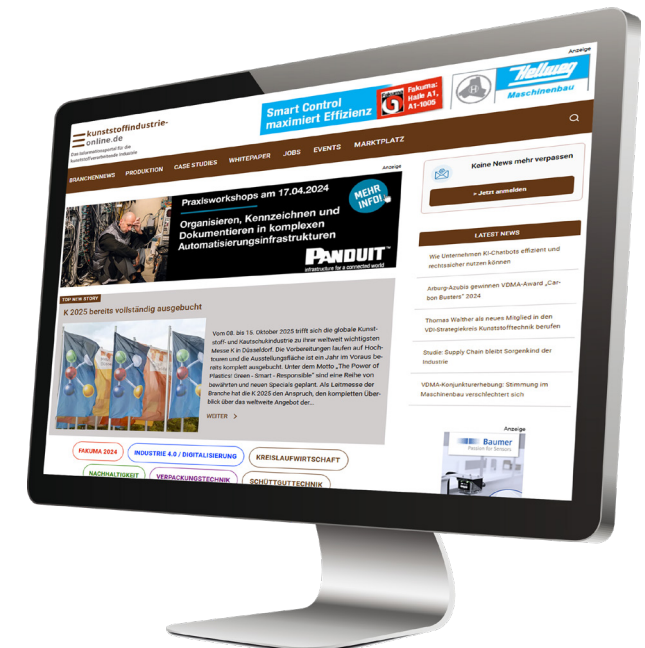 Anzeige
Smart Control
maximiert Effizienz
Fakuma:
Halle A1,
A1-1005
Hellweg
Maschinenbau
kunststoffindustrie-
online.de
Das Informationsportal für die
kunststoffverarbeitende Industrie
BRANCHENNEWS PRODUKTION CASE STUDIES WHITEPAPER JOBS EVENTS MARKTPLATZ
Anzeige
Praxisworkshops am 17.04.2024
Organisieren, Kennzeichnen und
Dokumentieren in komplexen
Automatisierungsinfrastrukturen
MEHR
INFO!
PANDUIT™
infrastructure for a connected world
Keine News mehr verpassen
» Jetzt anmelden
TOP NEW STORY
K 2025 bereits vollständig ausgebucht
Vom 08. bis 15. Oktober 2025 trifft sich die globale Kunst-
stoff- und Kautschukindustrie zu ihrer weltweit wichtigsten
Messe K in Düsseldorf. Die Vorbereitungen laufen auf Hoch-
touren und die Ausstellungsfläche ist ein Jahr im Voraus be-
reits komplett ausgebucht. Unter dem Motto „The Power of
Plastics! Green - Smart - Responsible" sind eine Reihe von
bewährten und neuen Specials geplant. Als Leitmesse der
Branche hat die K 2025 den Anspruch, den kompletten Über-
blick über das weltweite Angebot der...
WEITER >
LATEST NEWS
Wie Unternehmen KI-Chatbots effizient und
rechtssicher nutzen können
Arburg-Azubis gewinnen VDMA-Award „Car-
bon Busters" 2024
Thomas Walther als neues Mitglied in den
VDI-Strategiekreis Kunststofftechnik berufen
Studie: Supply Chain bleibt Sorgenkind der
Industrie
VDMA-Konjunkturerhebung: Stimmung im
Maschinenbau verschlechtert sich
Anzeige
Baumer
Passion for Sensors
FAKUMA 2024 INDUSTRIE 4.0 / DIGITALISIERUNG KREISLAUFWIRTSCHAFT
NACHHALTIGKEIT VERPACKUNGSTECHNIK SCHÜTTGUTTECHNIK